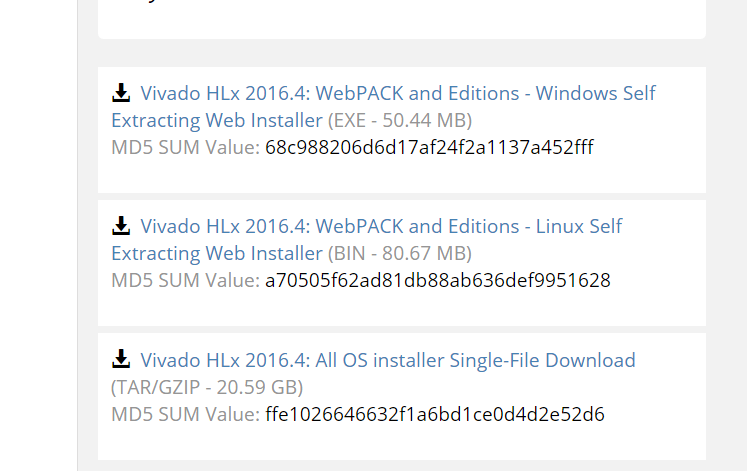 Vivado HLx 2016.4: WebPACK and Editions - Windows Self
Extracting Web Installer (EXE - 50.44 MB)
MD5 SUM Value: 68c988206d6d17af24f2a1137a452fff
Vivado HLx 2016.4: WebPACK and Editions - Linux Self
Extracting Web Installer (BIN - 80.67 MB)
MD5 SUM Value: a70505f62ad81db88ab636def9951628
Vivado HLx 2016.4: All OS installer Single-File Download
(TAR/GZIP - 20.59 GB)
MD5 SUM Value: ffe1026646632f1a6bd1ce0d4d2e52d6